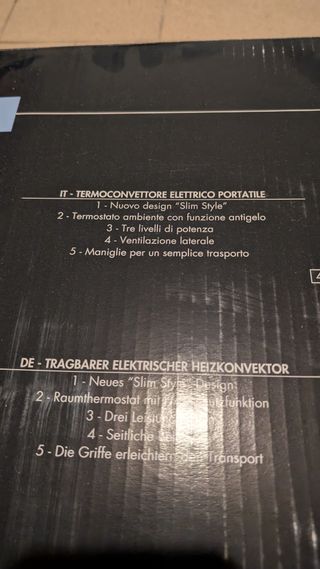 IT - TERMOCONVETTORE ELETTRICO PORTATILE
1 - Nuovo design "Slim Style"
2 - Termostato ambiente con funzione antigelo
3 - Tre livelli di potenza
4 - Ventilazione laterale
5 - Maniglie per un semplice trasporto
DE - TRAGBARER ELEKTRISCHER HEIZKONVEKTOR
1 - Neues "Slim Style" Design
2 - Raumthermostat mit
3 - Drei
4 - Seitliche
5 - Die Griffe erleichtern den Transport